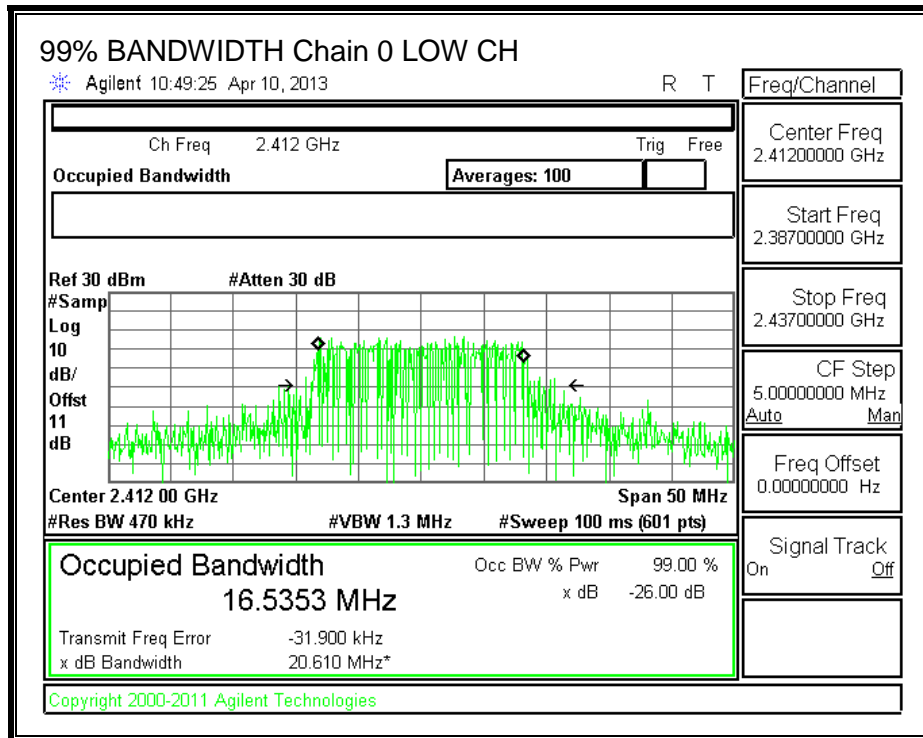 99% BANDWIDTH Chain 0 LOW CH
Agilent 10:49:25 Apr 10, 2013 R T
Freq/Channel
Ch Freq 2.412 GHz Trig Free
Occupied Bandwidth Averages: 100
Center Freq
2.41200000 GHz
Start Freq
2.38700000 GHz
Stop Freq
2.43700000 GHz
CF Step
5.00000000 MHz
Auto Man
Freq Offset
0.00000000 Hz
Signal Track
On Off
Ref 30 dBm #Atten 30 dB
#Samp
Log
10
dB/
Offst
11
dB
Center 2.412 00 GHz Span 50 MHz
#Res BW 470 kHz #VBW 1.3 MHz #Sweep 100 ms (601 pts)
Occupied Bandwidth Occ BW % Pwr 99.00 %
16.5353 MHz x dB -26.00 dB
Transmit Freq Error -31.900 kHz
x dB Bandwidth 20.610 MHz*
Copyright 2000-2011 Agilent Technologies